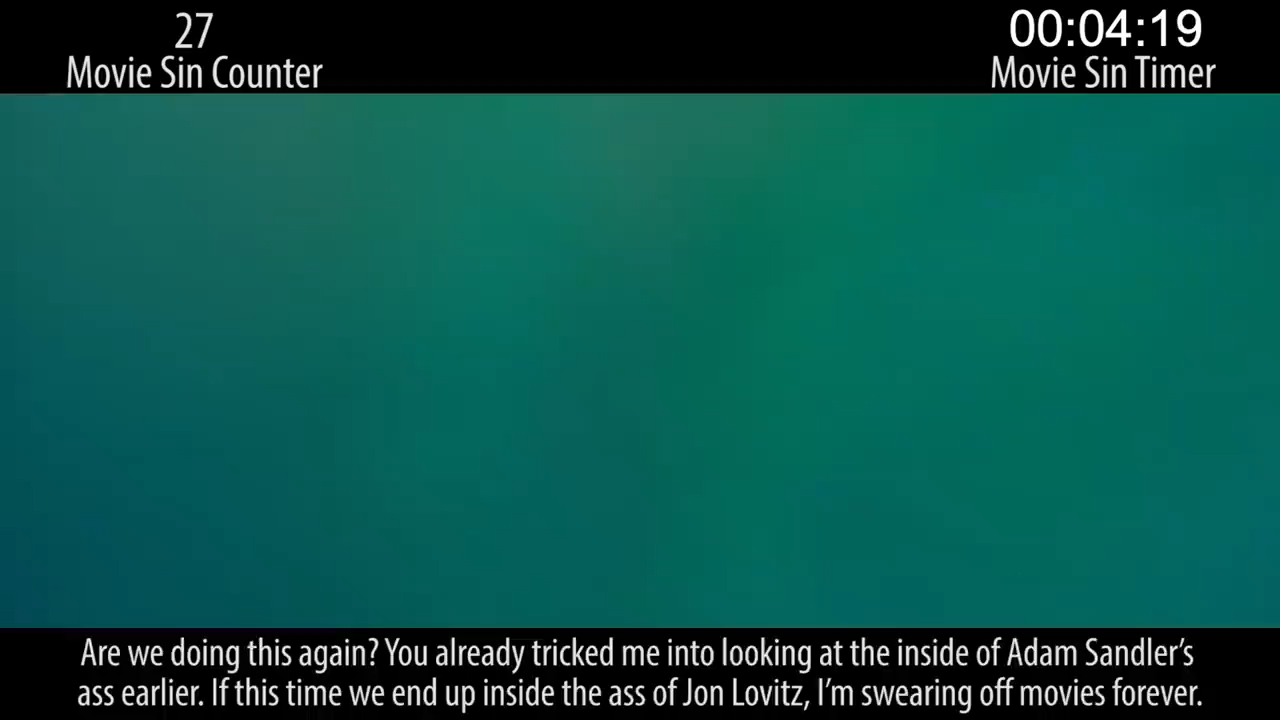 27
Movie Sin Counter
00:04:19
Movie Sin Timer
Are we doing this again? You already tricked me into looking at the inside of Adam Sandler’s
ass earlier. If this time we end up inside the ass of Jon Lovitz, I’m swearing off movies forever.